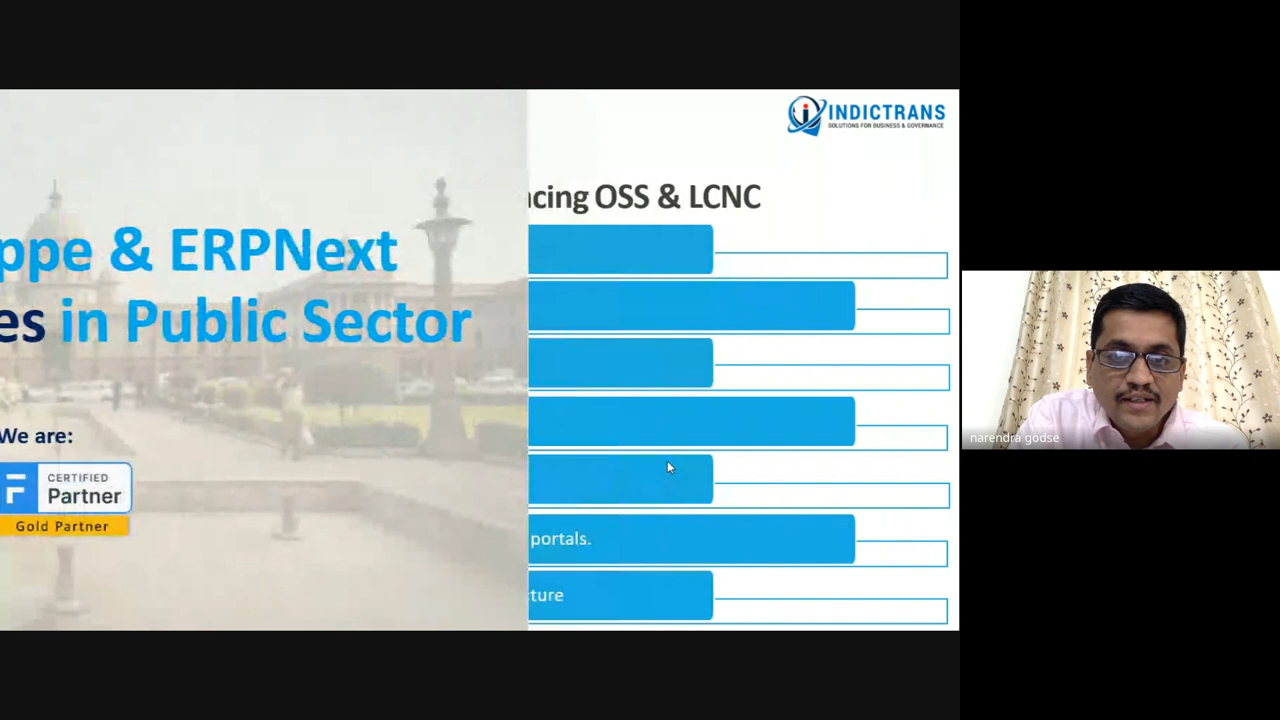 ppe & ERPNext
es in Public Sector
We are:
F
CERTIFIED
Partner
Gold Partner
INDICTRANS
SOLUTIONS FOR BUSINESS & GOVERNANCE
cing OSS & LCNC
portals.
ture
narendra godse